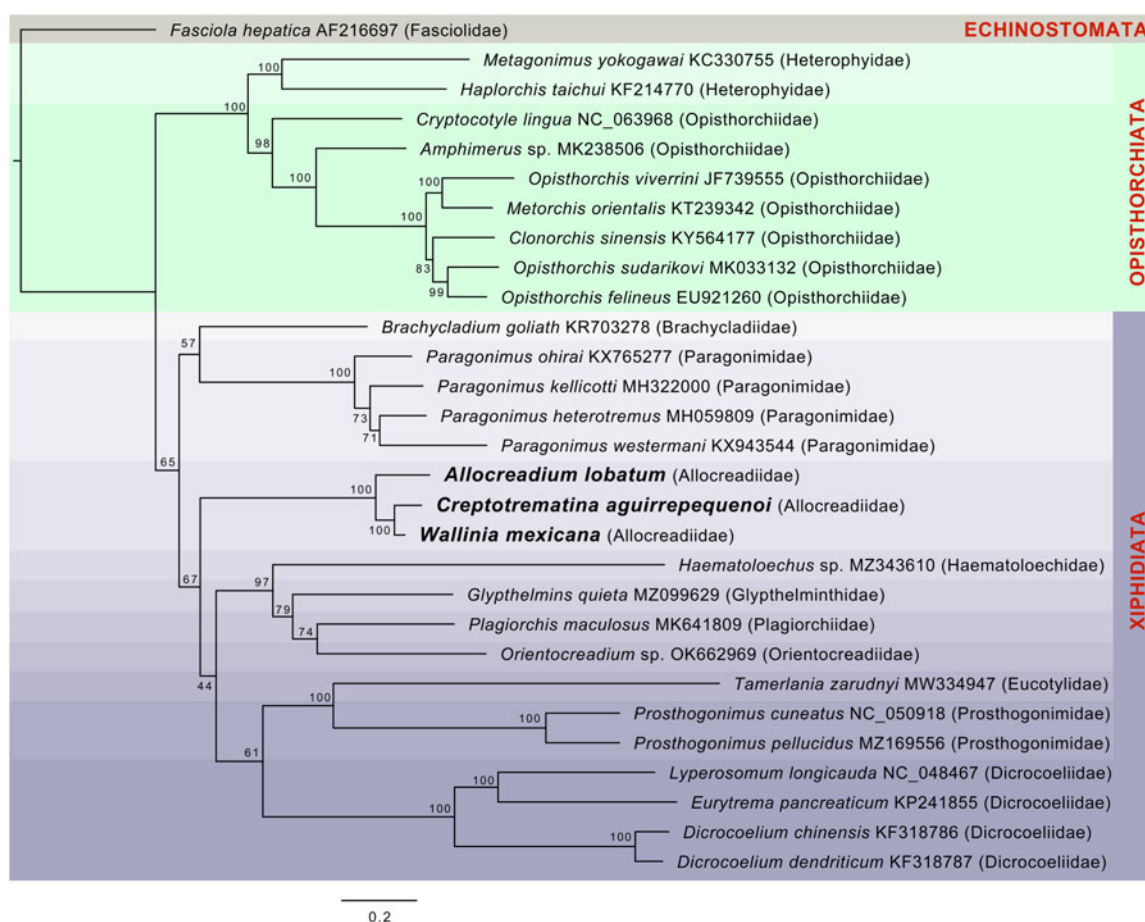 Fasciola hepatica AF216697 (Fasciolidae)
ECHINOSTOMATA
Metagonimus yokogawai KC330755 (Heterophyidae)
100
Haplorchis taichui KF214770 (Heterophyidae)
100
Cryptocotyle lingua NC_063968 (Opisthorchiidae)
98
Amphimerus sp. MK238506 (Opisthorchiidae)
100
Opisthorchis viverrini JF739555 (Opisthorchiidae)
100
Metorchis orientalis KT239342 (Opisthorchiidae)
100
Clonorchis sinensis KY564177 (Opisthorchiidae)
83
Opisthorchis sudarikovi MK033132 (Opisthorchiidae)
99
Opisthorchis felineus EU921260 (Opisthorchiidae)
OPISTHORCHIATA
Brachycladium goliath KR703278 (Brachycladiidae)
57
Paragonimus ohirai KX765277 (Paragonimidae)
100
Paragonimus kellicotti MH322000 (Paragonimidae)
73
Paragonimus heterotremus MH059809 (Paragonimidae)
71
Paragonimus westermani KX943544 (Paragonimidae)
65
Allocreadium lobatum (Allocreadiidae)
100
Creptotrematina aguirrepequenoi (Allocreadiidae)
100
Wallinia mexicana (Allocreadiidae)
67
Haematoloechus sp. MZ343610 (Haematoloechidae)
97
Glypthelmins quieta MZ099629 (Glypthelminthidae)
79
Plagiorchis maculosus MK641809 (Plagiorchiidae)
74
Orientocreadium sp. OK662969 (Orientocreadiidae)
44
Tamerlania zarudnyi MW334947 (Eucotylidae)
100
Prosthogonimus cuneatus NC_050918 (Prosthogonimidae)
100
Prosthogonimus pellucidus MZ169556 (Prosthogonimidae)
61
Lyperosomum longicauda NC_048467 (Dicrocoeliidae)
100
Eurytrema pancreaticum KP241855 (Dicrocoeliidae)
100
Dicrocoelium chinensis KF318786 (Dicrocoeliidae)
100
Dicrocoelium dendriticum KF318787 (Dicrocoeliidae)
XIPHIDIATA
0.2